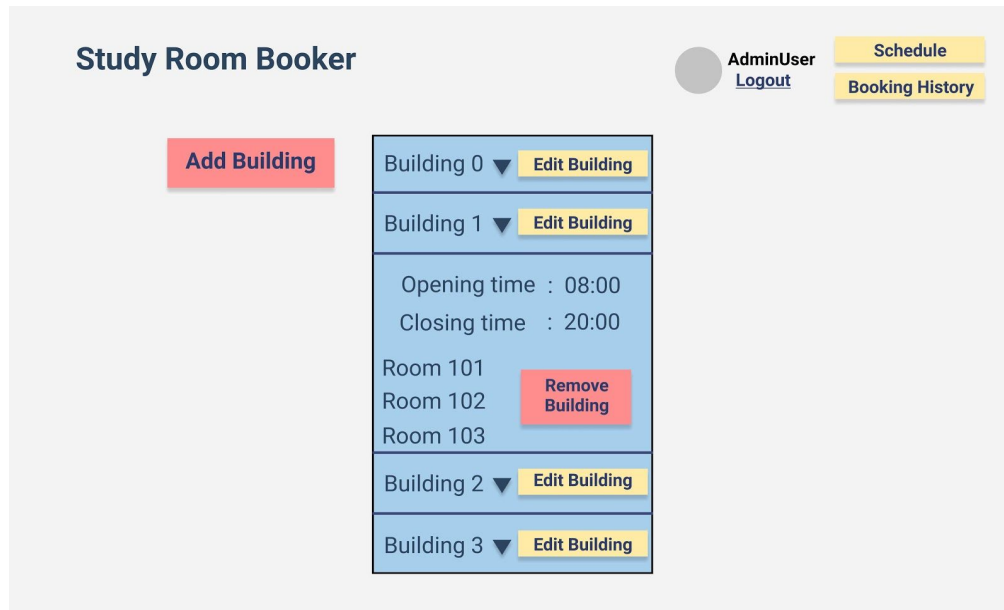 Study Room Booker
AdminUser
Logout
Schedule
Booking History
Add Building
Building 0 ▼ Edit Building
Building 1 ▼ Edit Building
Opening time : 08:00
Closing time : 20:00
Room 101
Room 102
Room 103
Remove
Building
Building 2 ▼ Edit Building
Building 3 ▼ Edit Building